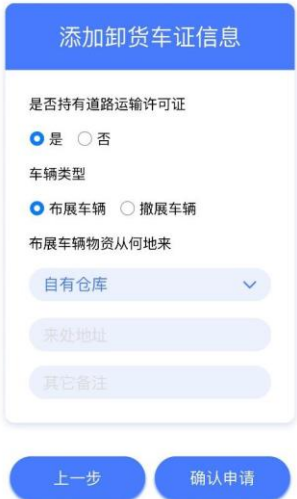 添加卸货车证信息
是否持有道路运输许可证
是 否
车辆类型
布展车辆 撤展车辆
布展车辆物资从何地来
自有仓库
来处地址
其它备注
上一步 确认申请